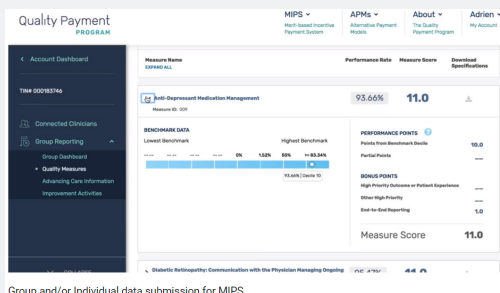 Quality Payment
PROGRAM
MIPS
Merit-based Incentive
Payment System
APMs
Alternative Payment
Models
About
The Quality
Payment Program
Adrien
My Account
Account Dashboard
TIN# 000183746
Connected Clinicians
Group Reporting
Group Dashboard
Quality Measures
Advancing Care Information
Improvement Activities
Measure Name
EXPAND ALL
Performance Rate
Measure Score
Download
Specifications
Anti-Depressant Medication Management
93.66%
11.0
Measure ID: 009
BENCHMARK DATA
Lowest Benchmark
Highest Benchmark
--.-- --.-- --.-- 0% 1.52% 50% >= 83.34%
93.66% | Decile 10
PERFORMANCE POINTS ?
Points from Benchmark Decile 10.0
Partial Points --
BONUS POINTS
High Priority Outcome or Patient Experience --
Other High Priority --
End-to-End Reporting 1.0
Measure Score 11.0
Diabetic Retinopathy: Communication with the Physician Managing Ongoing
95.47%
11.0
Group and/or Individual data submission for MIPS